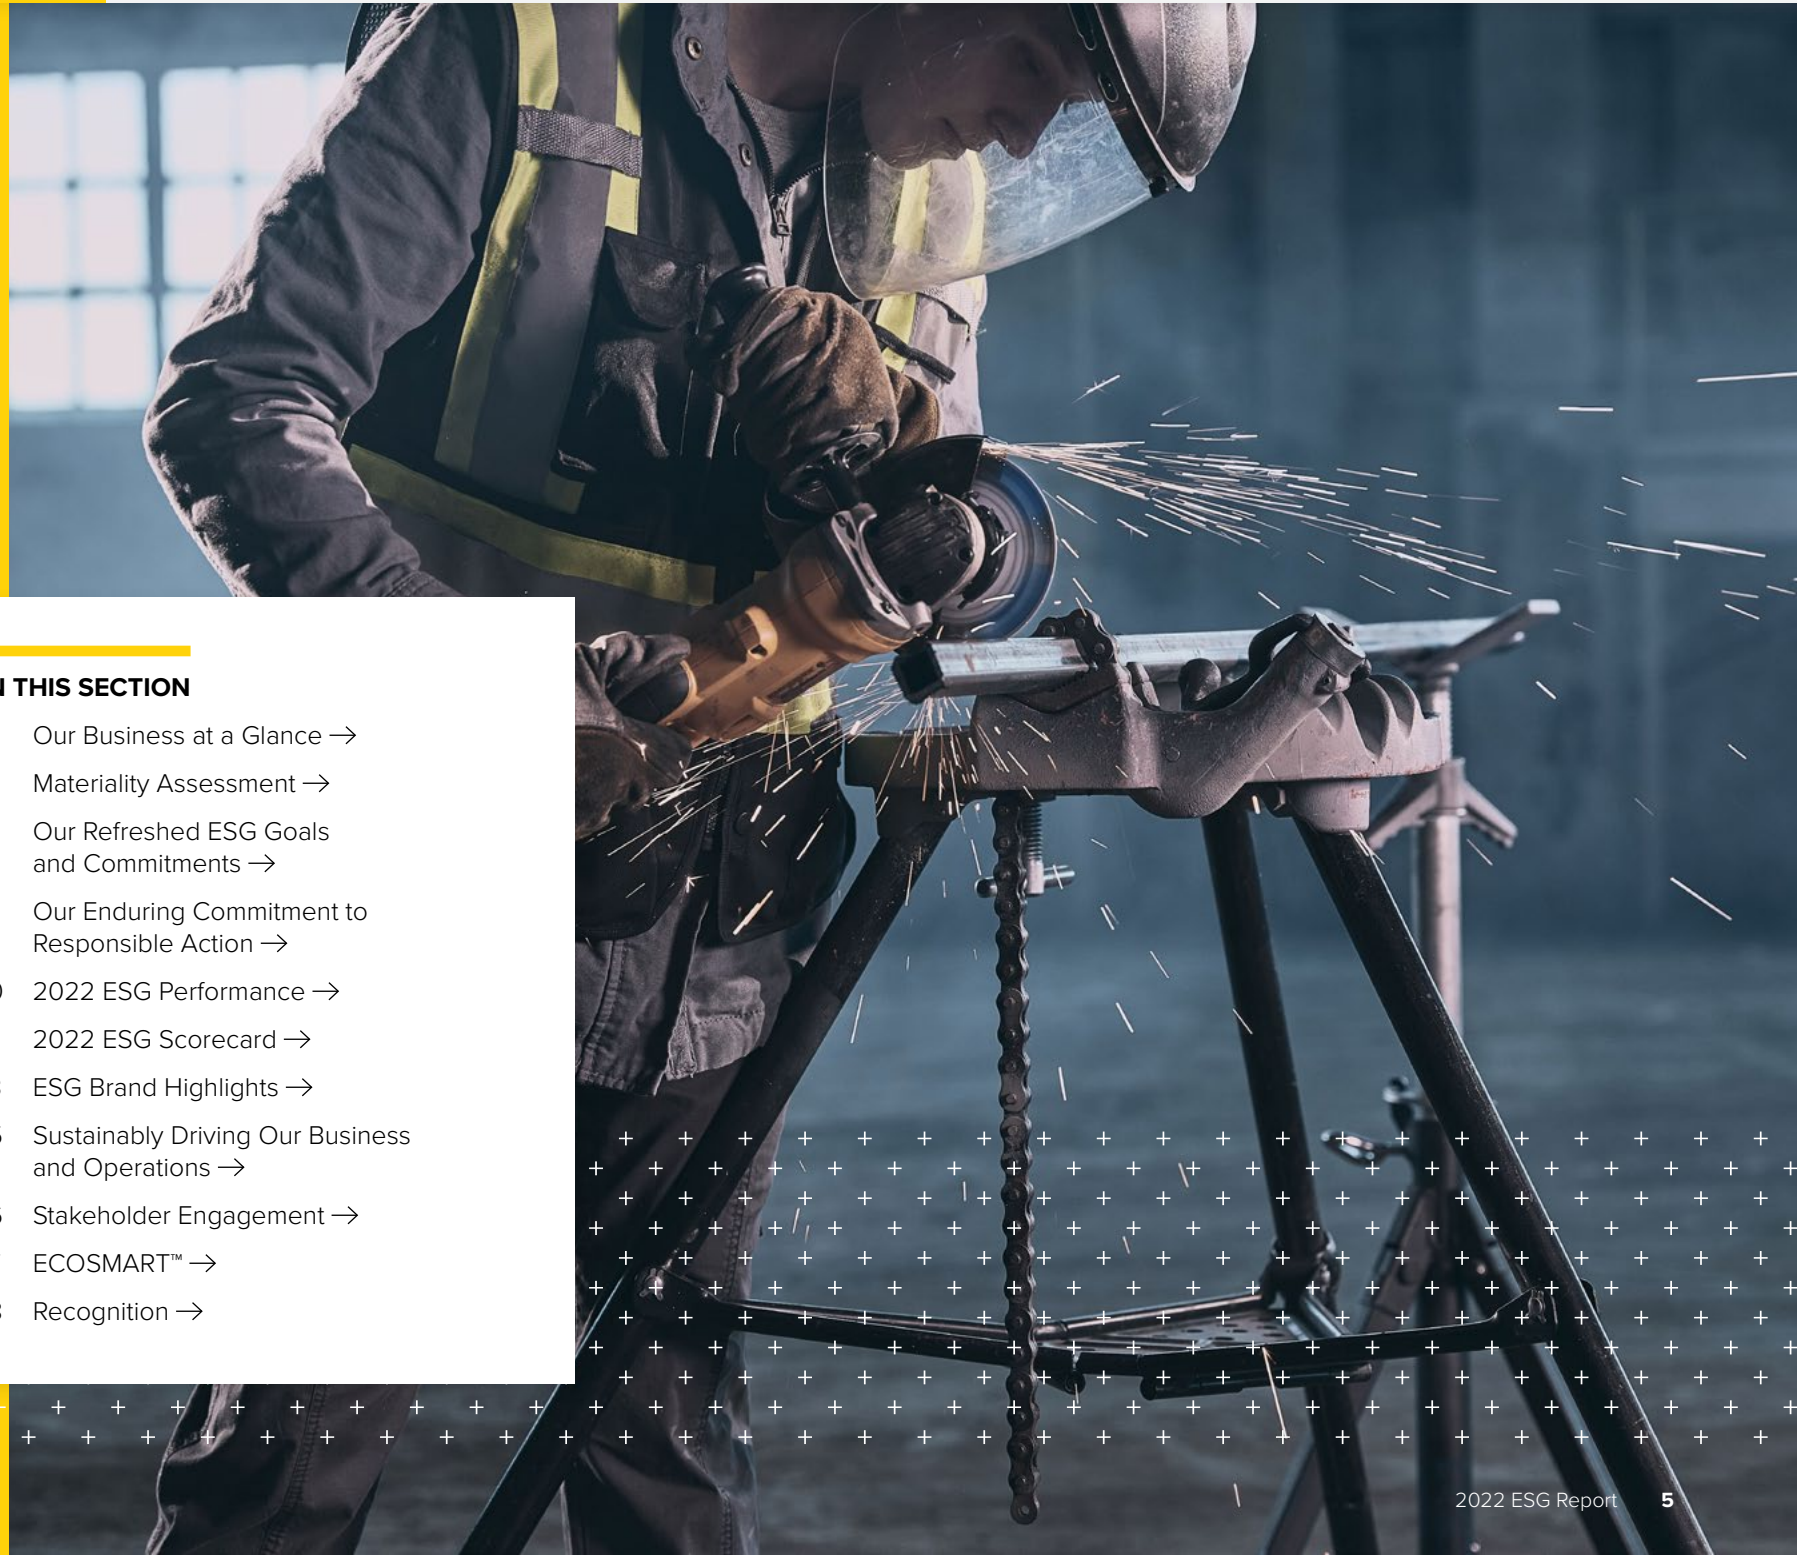 THIS SECTION
Our Business at a Glance →
Materiality Assessment →
Our Refreshed ESG Goals
and Commitments →
Our Enduring Commitment to
Responsible Action →
2022 ESG Performance →
2022 ESG Scorecard →
ESG Brand Highlights →
Sustainably Driving Our Business
and Operations →
Stakeholder Engagement →
ECOSMART™ →
Recognition →
2022 ESG Report 5